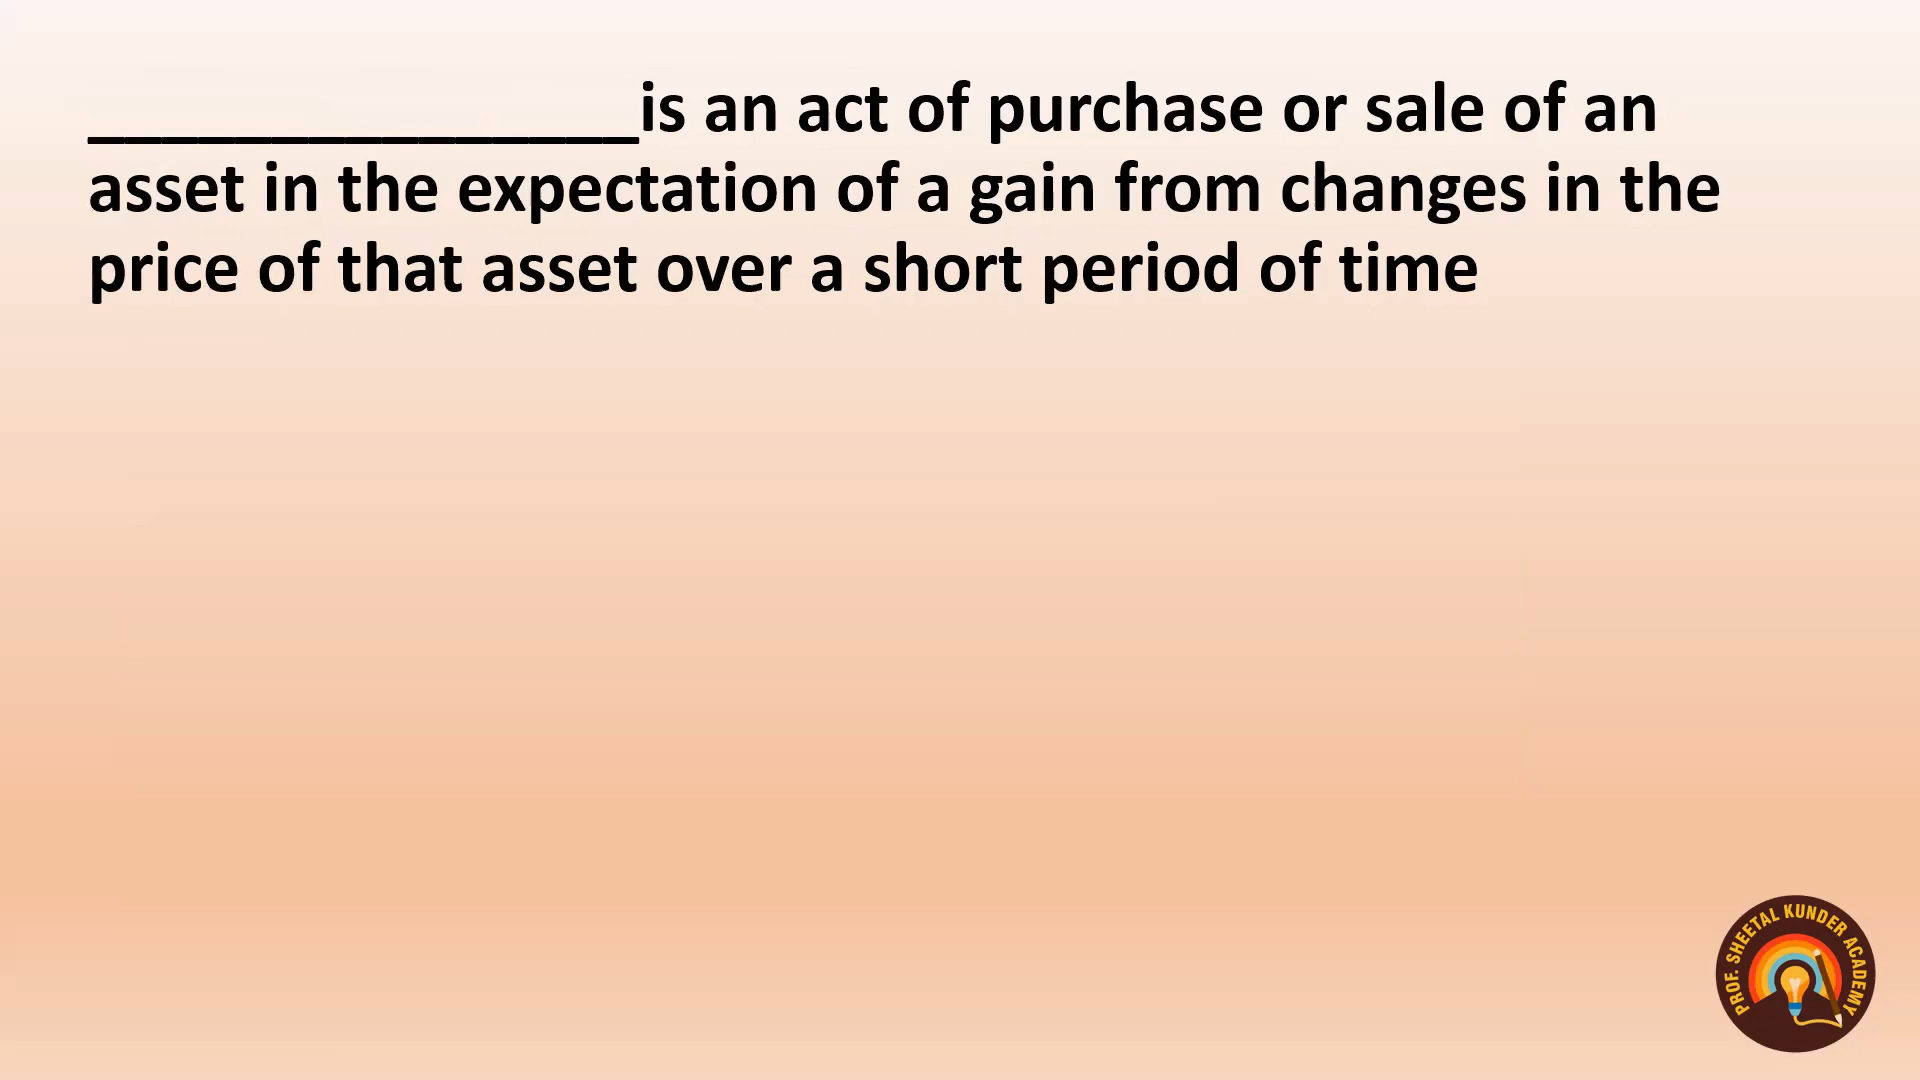 _______________is an act of purchase or sale of an
asset in the expectation of a gain from changes in the
price of that asset over a short period of time
PROF. SHEETAL KUNDER ACADEMY